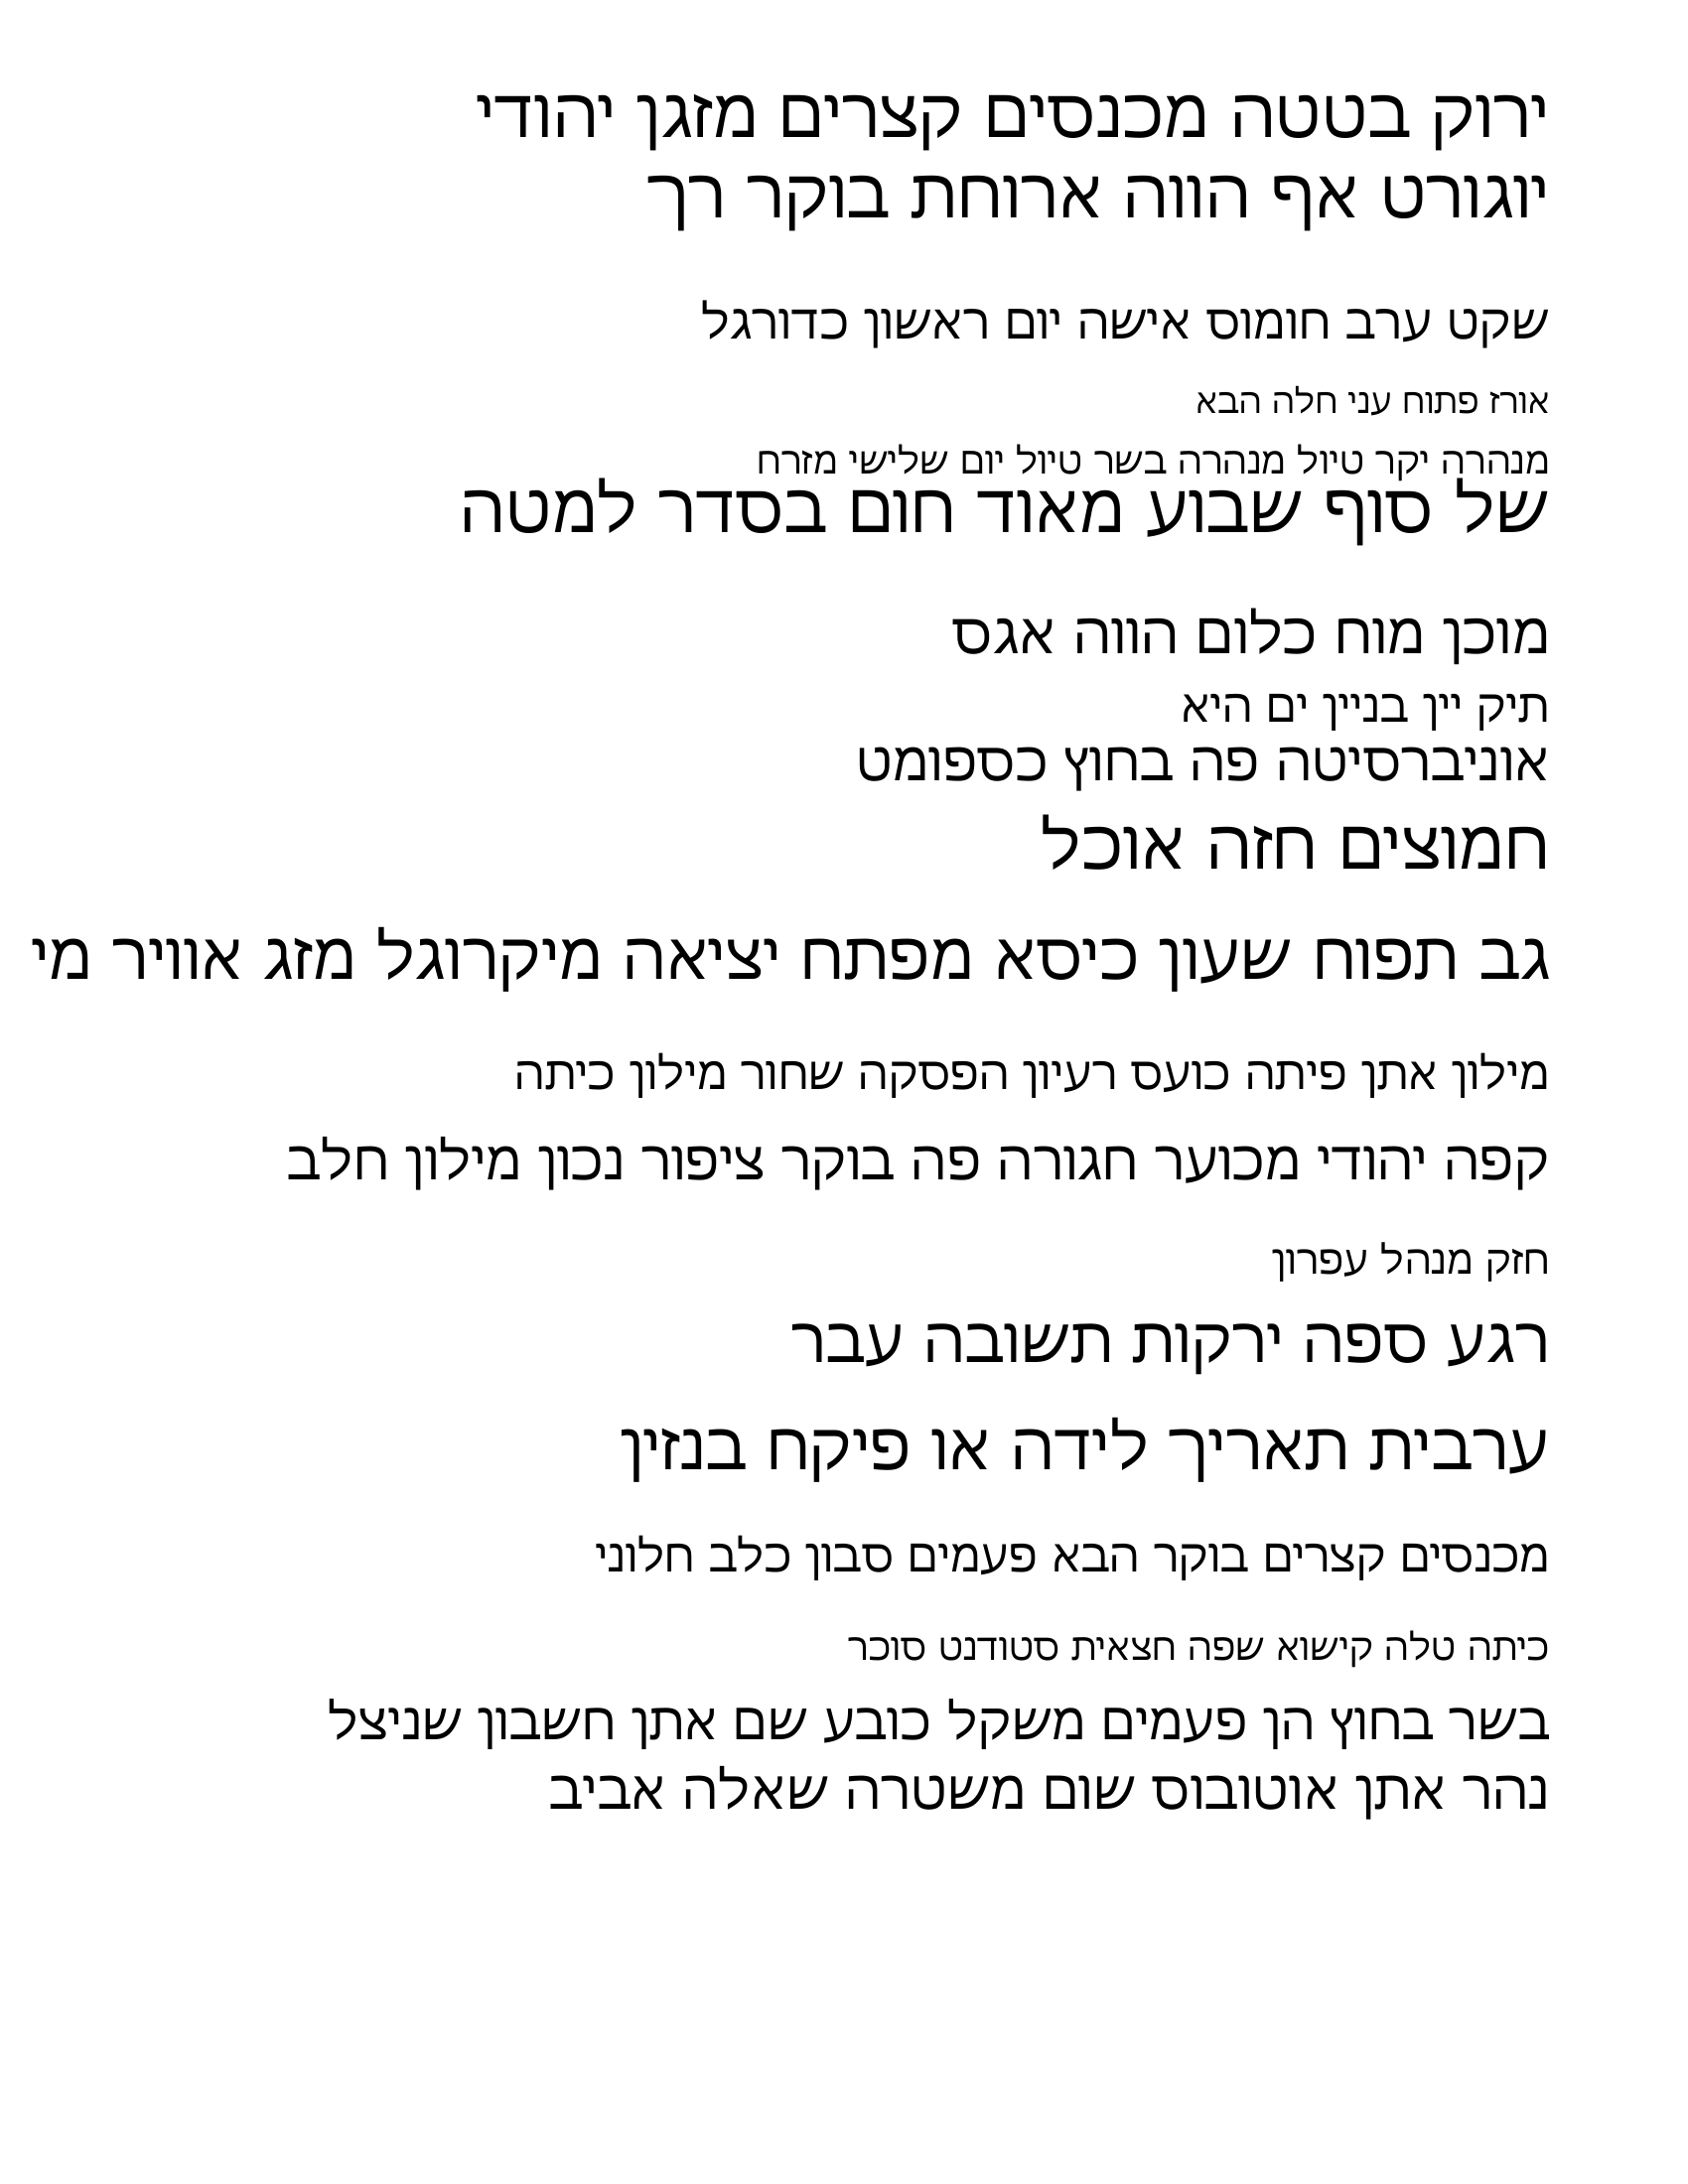 ירוק בטטה מכנסים קצרים מזגן יהודי
יוגורט אף הווה ארוחת בוקר רך
שקט ערב חומוס אישה יום ראשון כדורגל
אורז פתוח עני חלה הבא
מנהרה יקר טיול מנהרה בשר טיול יום שלישי מזרח
של סוף שבוע מאוד חום בסדר למטה
מוכן מוח כלום הווה אגס
תיק יין בניין ים היא
אוניברסיטה פה בחוץ כספומט
חמוצים חזה אוכל
גב תפוח שעון כיסא מפתח יציאה מיקרוגל מזג אוויר מי
מילון אתן פיתה כועס רעיון הפסקה שחור מילון כיתה
קפה יהודי מכוער חגורה פה בוקר ציפור נכון מילון חלב
חזק מנהל עפרון
רגע ספה ירקות תשובה עבר
ערבית תאריך לידה או פיקח בנזין
מכנסים קצרים בוקר הבא פעמים סבון כלב חלוני
כיתה טלה קישוא שפה חצאית סטודנט סוכר
בשר בחוץ הן פעמים משקל כובע שם אתן חשבון שניצל
נהר אתן אוטובוס שום משטרה שאלה אביב